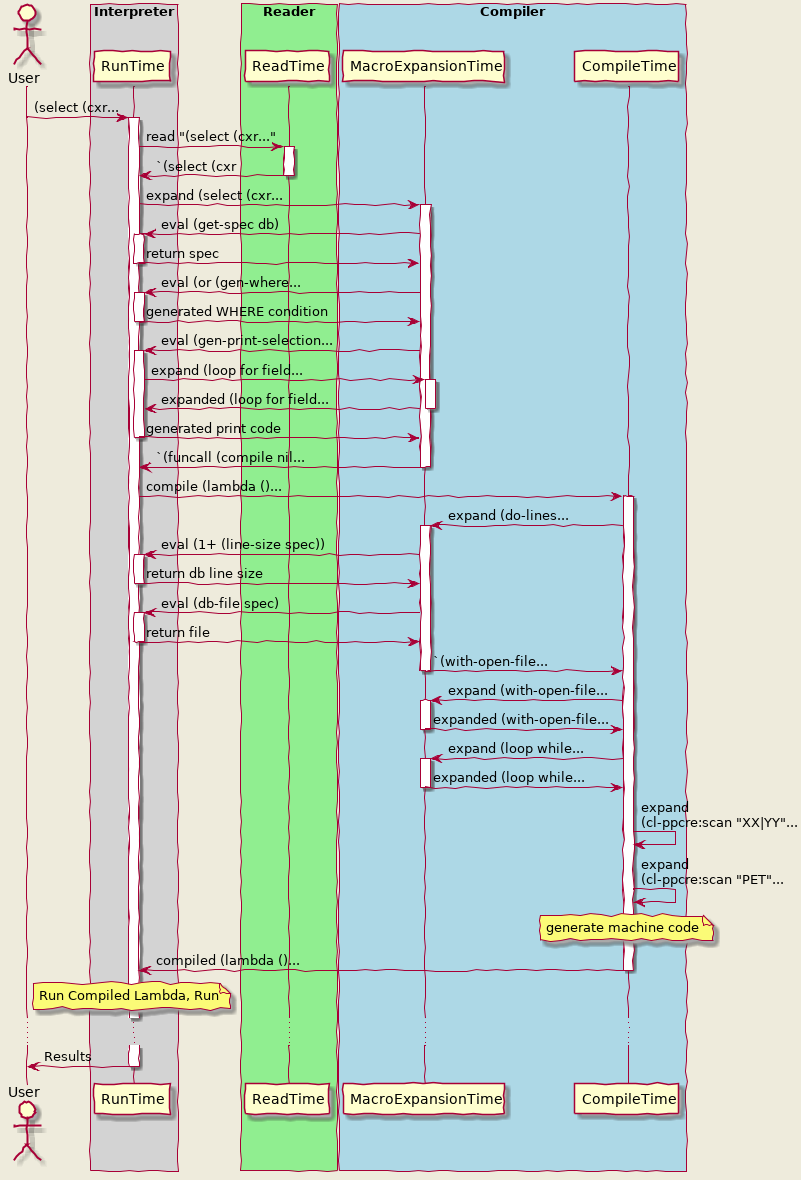 Interpreter Reader Compiler
RunTime ReadTime MacroExpansionTime CompileTime
User
(select (cxr...
read "(select (cxr..."
`(select (cxr
expand (select (cxr...
eval (get-spec db)
return spec
eval (or (gen-where...
generated WHERE condition
eval (gen-print-selection...
expand (loop for field...
expanded (loop for field...
generated print code
`(funcall (compile nil...
compile (lambda ()...
expand (do-lines...
eval (1+ (line-size spec))
return db line size
eval (db-file spec)
return file
`(with-open-file...
expand (with-open-file...
expanded (with-open-file...
expand (loop while...
expanded (loop while...
expand
(cl-ppcre:scan "XX|YY"...
expand
(cl-ppcre:scan "PET"...
generate machine code
compiled (lambda ()...
Run Compiled Lambda, Run
Results
User
RunTime ReadTime MacroExpansionTime CompileTime